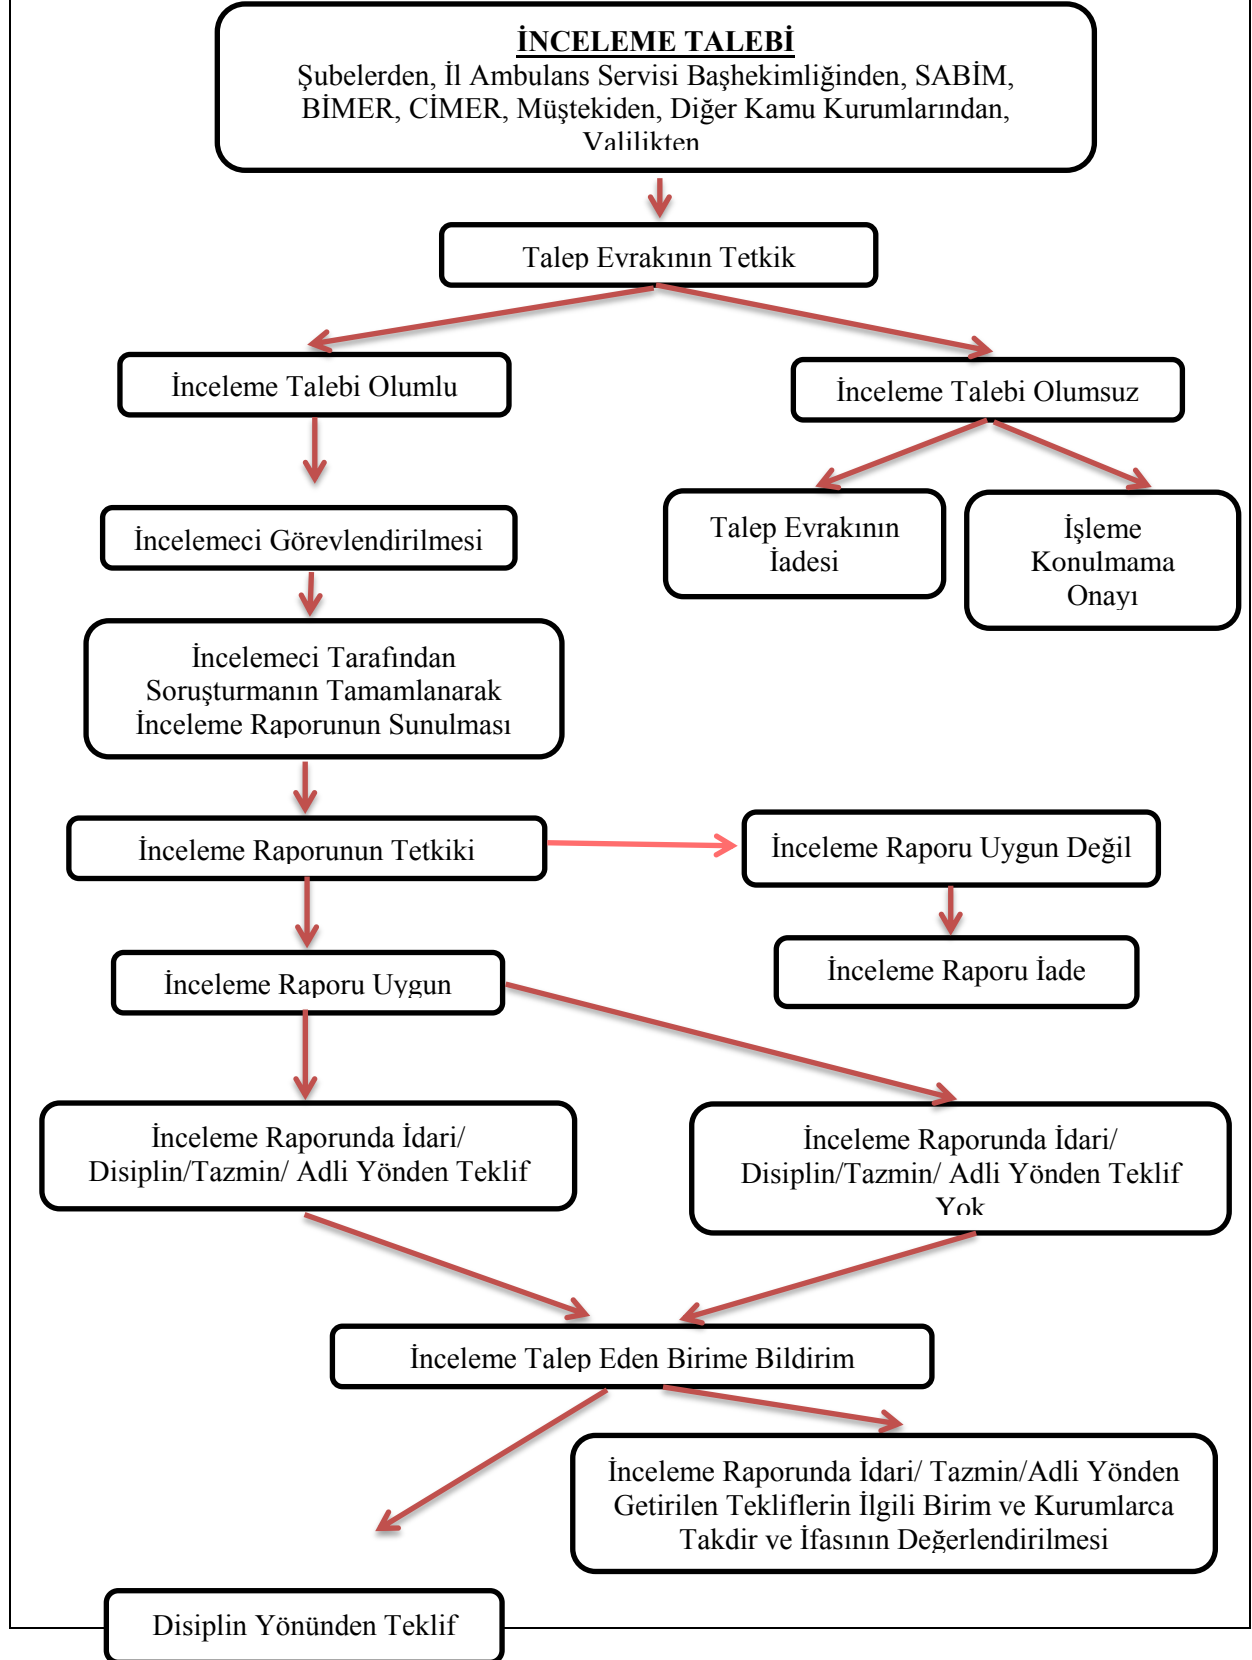 İNCELEME TALEBİ
Şubelerden, İl Ambulans Servisi Başhekimliğinden, SABİM,
BİMER, CİMER, Müştekiden, Diğer Kamu Kurumlarından,
Valilikten
Talep Evrakının Tetkik
İnceleme Talebi Olumlu
İnceleme Talebi Olumsuz
İncelemeci Görevlendirilmesi
Talep Evrakının
İadesi
İşleme
Konulmama
Onayı
İncelemeci Tarafından
Soruşturmanın Tamamlanarak
İnceleme Raporunun Sunulması
İnceleme Raporunun Tetkiki
İnceleme Raporu Uygun Değil
İnceleme Raporu Uygun
İnceleme Raporu İade
İnceleme Raporunda İdari/
Disiplin/Tazmin/ Adli Yönden Teklif
İnceleme Raporunda İdari/
Disiplin/Tazmin/ Adli Yönden Teklif
Yok
İnceleme Talep Eden Birime Bildirim
İnceleme Raporunda İdari/ Tazmin/Adli Yönden
Getirilen Tekliflerin İlgili Birim ve Kurumlarca
Takdir ve İfasının Değerlendirilmesi
Disiplin Yönünden Teklif